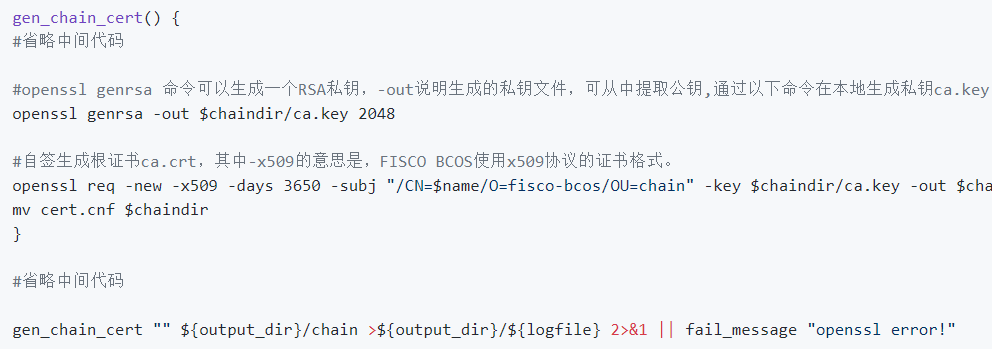 gen_chain_cert() {
#省略中间代码
#openssl genrsa 命令可以生成一个RSA私钥，-out说明生成的私钥文件，可从中提取公钥,通过以下命令在本地生成私钥ca.key
openssl genrsa -out $chaindir/ca.key 2048
#自签生成根证书ca.crt，其中-x509的意思是，FISCO BCOS使用x509协议的证书格式。
openssl req -new -x509 -days 3650 -subj "/CN=$name/O=fisco-bcos/OU=chain" -key $chaindir/ca.key -out $cha
mv cert.cnf $chaindir
}
#省略中间代码
gen_chain_cert "" ${output_dir}/chain >${output_dir}/${logfile} 2>&1 || fail_message "openssl error!"